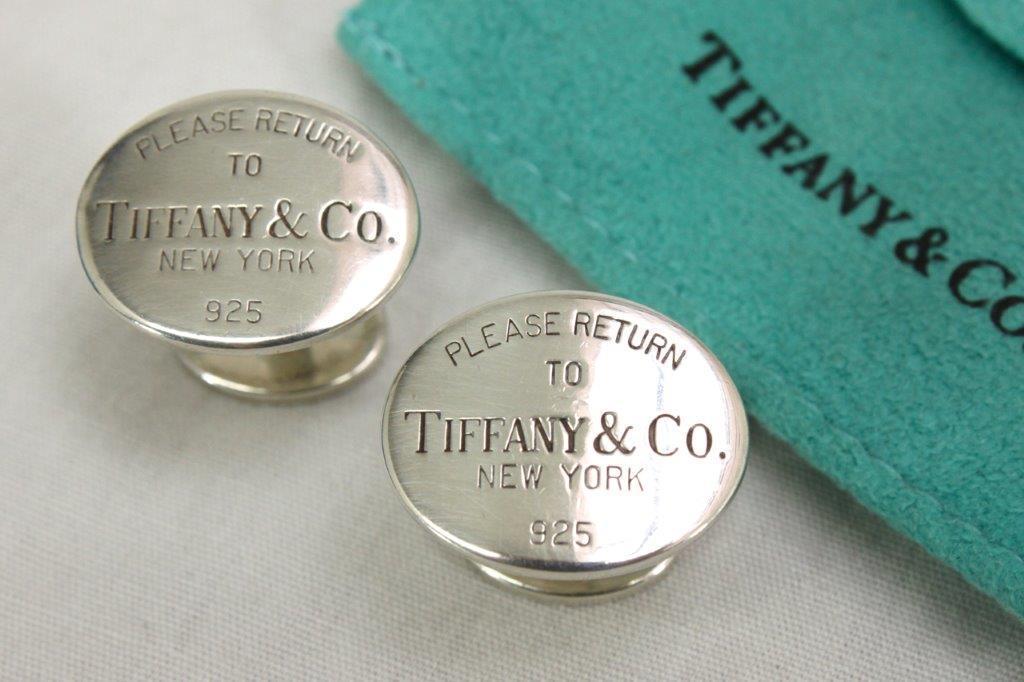 PLEASE RETURN
TO
TIFFANY & CO.
NEW YORK
925
PLEASE RETURN
TO
TIFFANY & CO.
NEW YORK
925
TIFFANY & CO